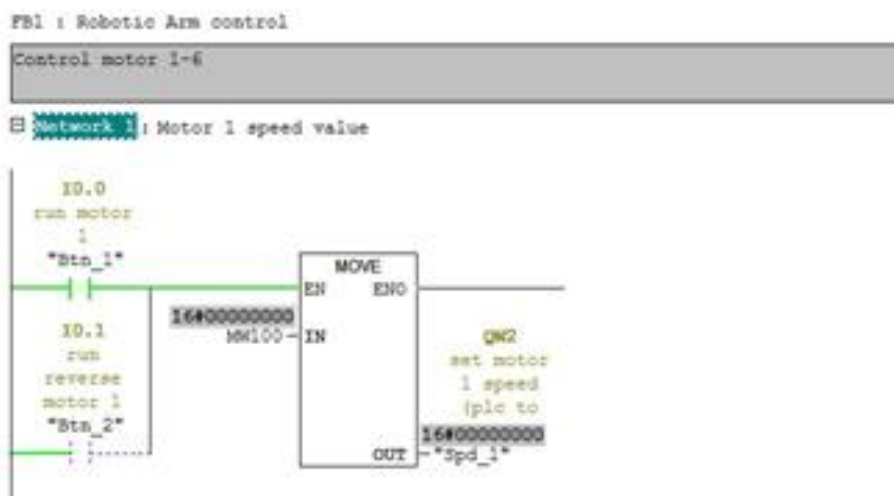 FB1 : Robotic Arm control
Control motor 1-6
Network 1: Motor 1 speed value
I0.0
run motor
1
"Btn_1"
MOVE
EN ENO
16#00000000
MW100 IN
I0.1
run
reverse
motor 1
"Btn_2"
QW2
set motor
1 speed
(plc to
16#00000000
OUT "Spd_1"